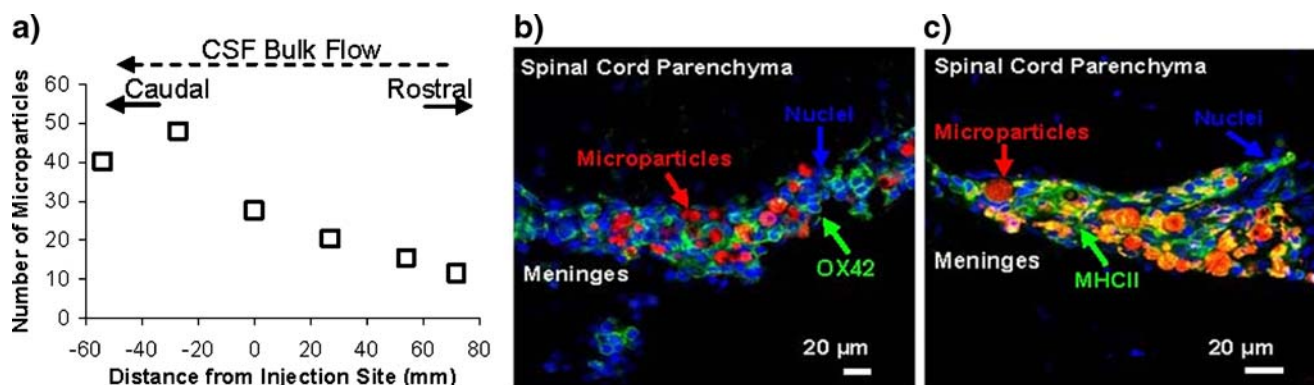 a)
CSF Bulk Flow
Caudal
Rostral
60
50
40
30
20
10
0
-60
-40
-20
0
20
40
60
80
Number of Microparticles
Distance from Injection Site (mm)
b)
Spinal Cord Parenchyma
Nuclei
Microparticles
OX42
Meninges
20 µm
c)
Spinal Cord Parenchyma
Microparticles
Nuclei
Meninges
MHCII
20 µm